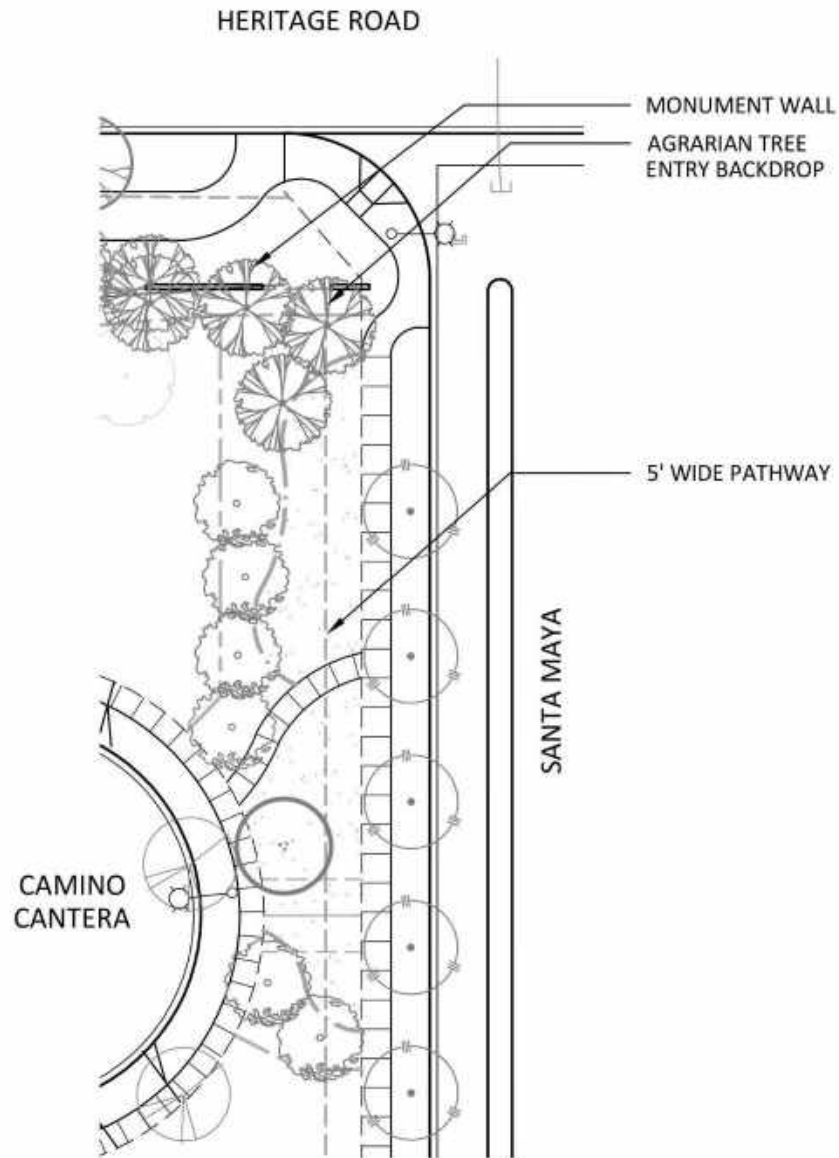 HERITAGE ROAD
MONUMENT WALL
AGRARIAN TREE
ENTRY BACKDROP
5' WIDE PATHWAY
SANTA MAYA
CAMINO
CANTERA